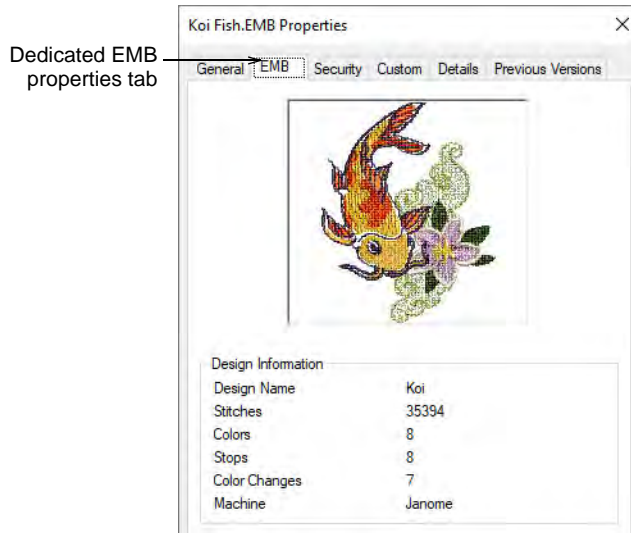 Koi Fish.EMB Properties
Dedicated EMB
properties tab
General EMB Security Custom Details Previous Versions
Design Information
Design Name Koi
Stitches 35394
Colors 8
Stops 8
Color Changes 7
Machine Janome